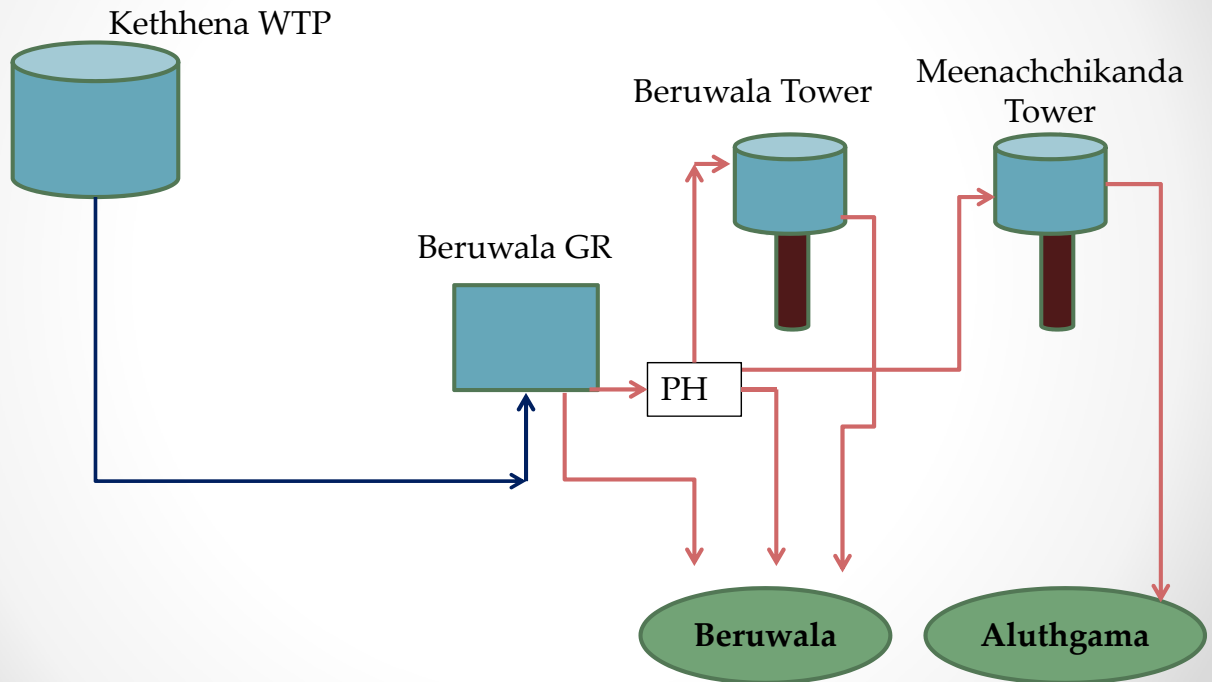 Kethhena WTP
Beruwala Tower
Meenachchikanda
Tower
Beruwala GR
PH
Beruwala
Aluthgama